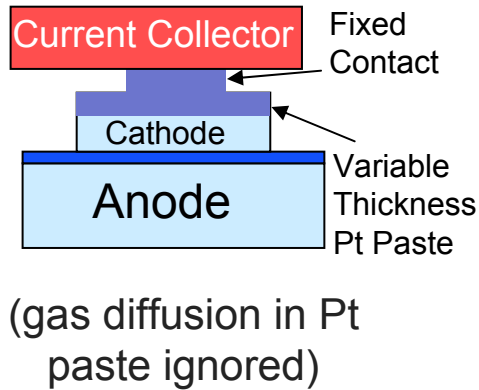 Current Collector
Fixed
Contact
Cathode
Anode
Variable
Thickness
Pt Paste
(gas diffusion in Pt
paste ignored)